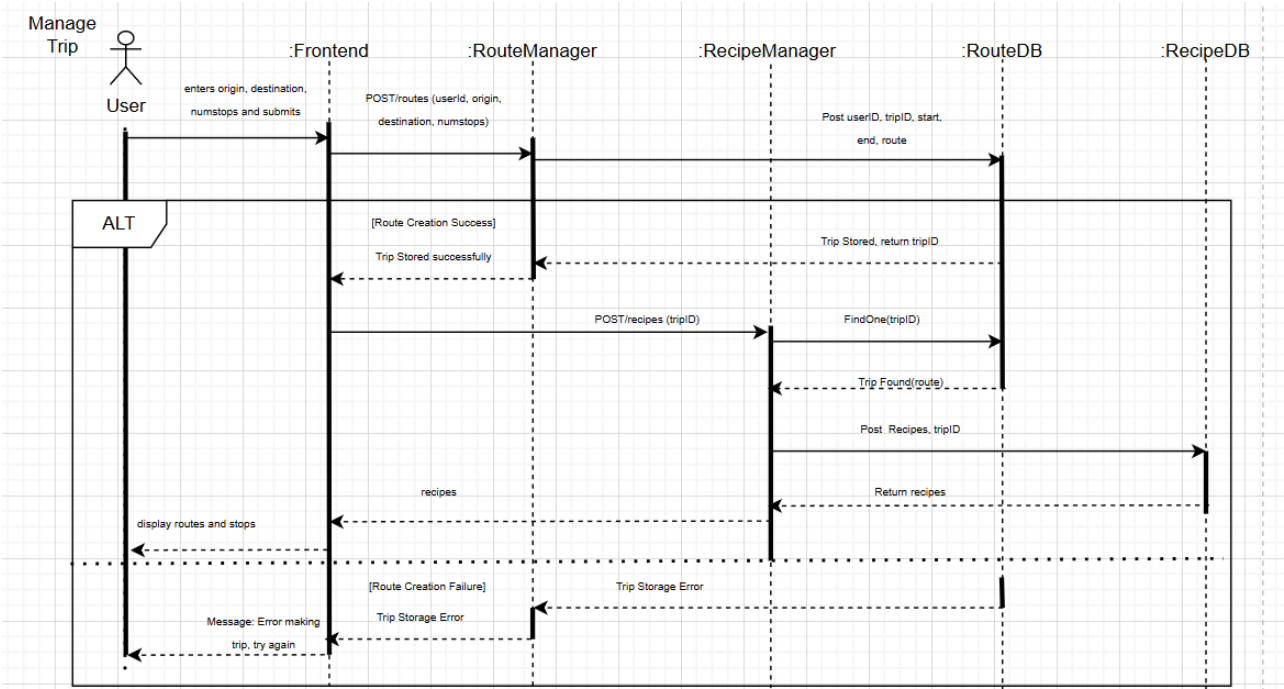 Manage
Trip
:Frontend
:RouteManager
:RecipeManager
:RouteDB
:RecipeDB
User
enters origin, destination,
numstops and submits
POST/routes (userId, origin,
destination, numstops)
Post userID, tripID, start,
end, route
ALT
[Route Creation Success]
Trip Stored, return tripID
Trip Stored successfully
POST/recipes (tripID)
FindOne(tripID)
Trip Found(route)
Post Recipes, tripID
recipes
Return recipes
display routes and stops
[Route Creation Failure]
Trip Storage Error
Trip Storage Error
Message: Error making
trip, try again